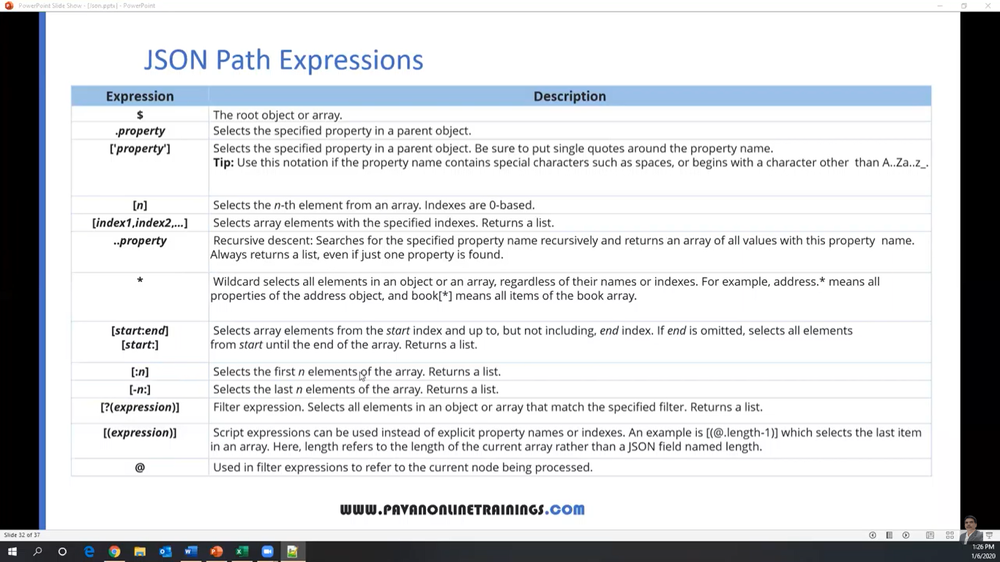 PowerPoint Slide Show - [Json.pptx] - PowerPoint
JSON Path Expressions
Expression Description
$ The root object or array.
.property Selects the specified property in a parent object.
['property'] Selects the specified property in a parent object. Be sure to put single quotes around the property name.
Tip: Use this notation if the property name contains special characters such as spaces, or begins with a character other than A..Za..z_.
[n] Selects the n-th element from an array. Indexes are 0-based.
[index1,index2,...] Selects array elements with the specified indexes. Returns a list.
..property Recursive descent: Searches for the specified property name recursively and returns an array of all values with this property name.
Always returns a list, even if just one property is found.
* Wildcard selects all elements in an object or an array, regardless of their names or indexes. For example, address.* means all
properties of the address object, and book[*] means all items of the book array.
[start:end] Selects array elements from the start index and up to, but not including, end index. If end is omitted, selects all elements
[start:] from start until the end of the array. Returns a list.
[:n] Selects the first n elements of the array. Returns a list.
[-n:] Selects the last n elements of the array. Returns a list.
[?(expression)] Filter expression. Selects all elements in an object or array that match the specified filter. Returns a list.
[(expression)] Script expressions can be used instead of explicit property names or indexes. An example is [(@.length-1)] which selects the last item
in an array. Here, length refers to the length of the current array rather than a JSON field named length.
@ Used in filter expressions to refer to the current node being processed.
WWW.PAVANONLINETRAININGS.COM
Slide 32 of 37
1:26 PM
1/6/2020